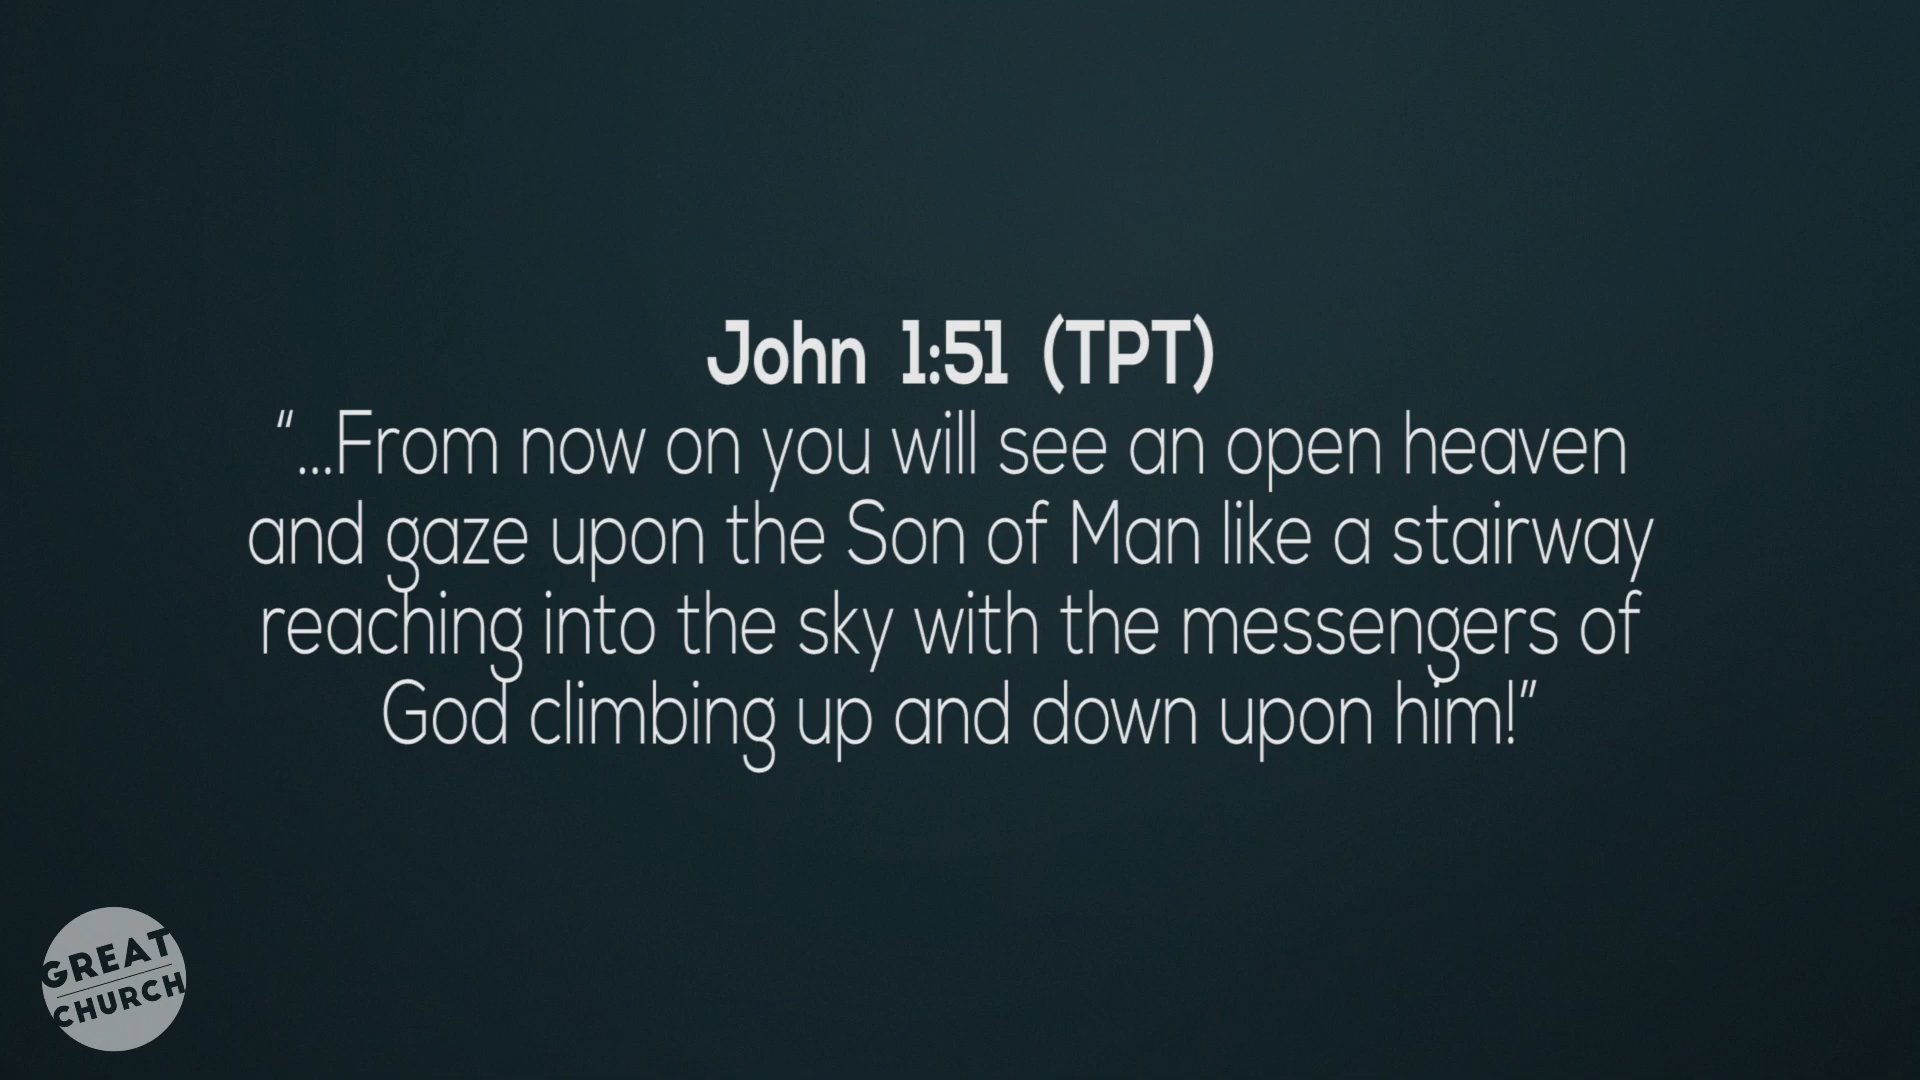 John 1:51 (TPT)
“...From now on you will see an open heaven
and gaze upon the Son of Man like a stairway
reaching into the sky with the messengers of
God climbing up and down upon him!”
GREAT
CHURCH